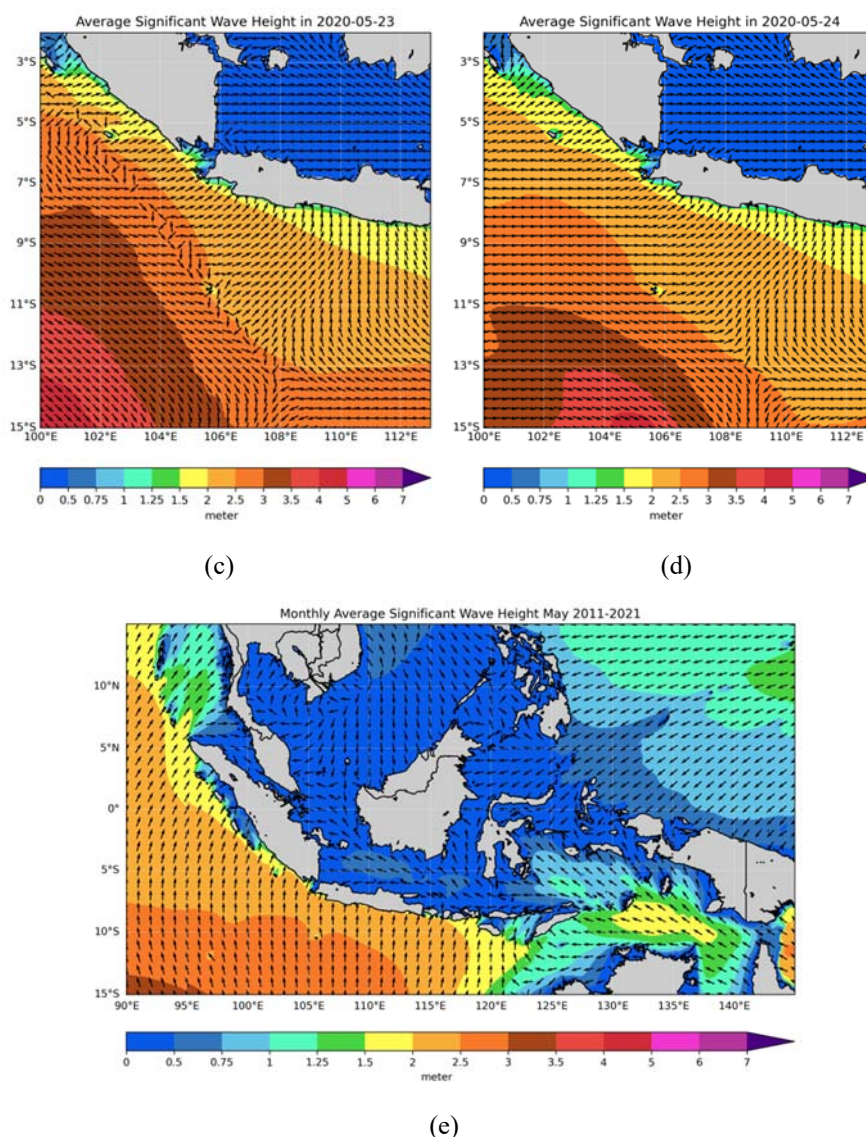 Average Significant Wave Height in 2020-05-23
3°S
5°S
7°S
9°S
11°S
13°S
15°S
100°E 102°E 104°E 106°E 108°E 110°E 112°E
0 0.5 0.75 1 1.25 1.5 2 2.5 3 3.5 4 5 6 7
meter
(c)
Average Significant Wave Height in 2020-05-24
3°S
5°S
7°S
9°S
11°S
13°S
15°S
100°E 102°E 104°E 106°E 108°E 110°E 112°E
0 0.5 0.75 1 1.25 1.5 2 2.5 3 3.5 4 5 6 7
meter
(d)
Monthly Average Significant Wave Height May 2011-2021
10°N
5°N
0°
5°S
10°S
15°S
90°E 95°E 100°E 105°E 110°E 115°E 120°E 125°E 130°E 135°E 140°E
0 0.5 0.75 1 1.25 1.5 2 2.5 3 3.5 4 5 6 7
meter
(e)